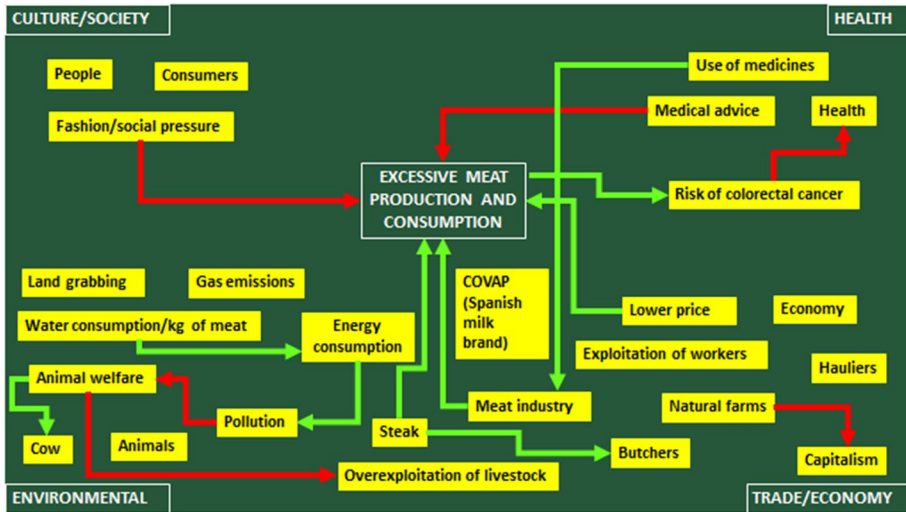 CULTURE/SOCIETY
HEALTH
People
Consumers
Use of medicines
Fashion/social pressure
Medical advice
Health
EXCESSIVE MEAT
PRODUCTION AND
CONSUMPTION
Risk of colorectal cancer
Land grabbing
Gas emissions
COVAP
(Spanish
milk
brand)
Lower price
Economy
Water consumption/kg of meat
Energy
consumption
Exploitation of workers
Hauliers
Animal welfare
Meat industry
Natural farms
Pollution
Steak
Cow
Animals
Butchers
Capitalism
Overexploitation of livestock
ENVIRONMENTAL
TRADE/ECONOMY